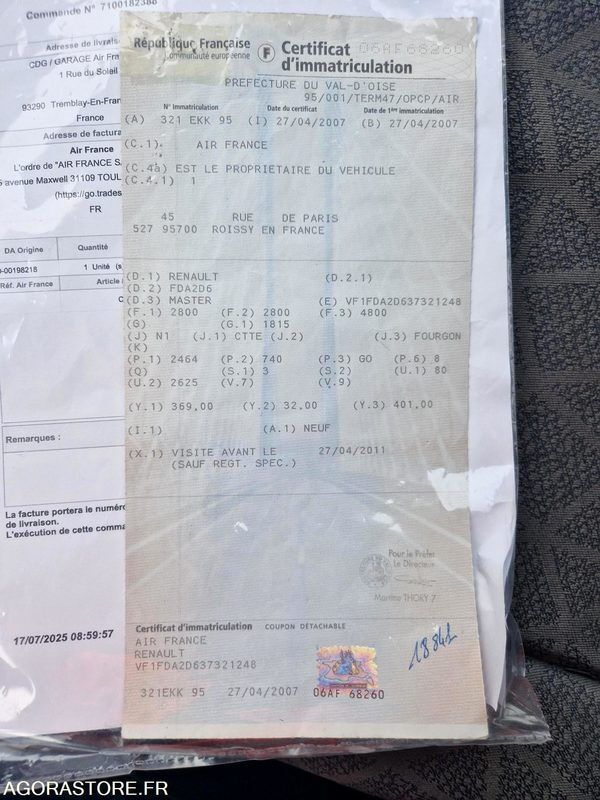 Commande N° 7100182388
Adresse de livrais
CDG / GARAGE Air Fra
1 Rue du Soleil
93290 Tremblay-En-Fran
France
Adresse de factura
Air France
L'ordre de "AIR FRANCE SA
5 avenue Maxwell 31109 TOUL
(https://go.trades
FR
DA Origine
Quantité
0-00198218
1 Unité (s
Réf. Air France
Article
Remarques :
La facture portera le numéro
de livraison.
L'exécution de cette comma
17/07/2025 08:59:57
République Française
Communauté européenne
F
Certificat
d'immatriculation
06AF68260
PREFECTURE DU VAL-D'OISE
95/001/TERM47/OPCP/AIR
N° Immatriculation Date du certificat Date de 1ère immatriculation
(A) 321 EKK 95 (I) 27/04/2007 (B) 27/04/2007
(C.1) AIR FRANCE
(C.4a) EST LE PROPRIETAIRE DU VEHICULE
(C.4.1) 1
45 RUE DE PARIS
527 95700 ROISSY EN FRANCE
(D.1) RENAULT (D.2.1)
(D.2) FDA2D6
(D.3) MASTER (E) VF1FDA2D637321248
(F.1) 2800 (F.2) 2800 (F.3) 4800
(G) (G.1) 1815
(J) N1 (J.1) CTTE (J.2) (J.3) FOURGON
(K)
(P.1) 2464 (P.2) 740 (P.3) GO (P.6) 8
(Q) (S.1) 3 (S.2) (U.1) 80
(U.2) 2625 (V.7) (V.9)
(Y.1) 369,00 (Y.2) 32,00 (Y.3) 401,00
(I.1) (A.1) NEUF
(X.1) VISITE AVANT LE 27/04/2011
(SAUF REGT. SPEC.)
Pour le Préfet
Le Directeur
Martine THORY 7
Certificat d'immatriculation COUPON DÉTACHABLE
AIR FRANCE
RENAULT
VF1FDA2D637321248
321EKK 95 27/04/2007 06AF 68260
AGORASTORE.FR